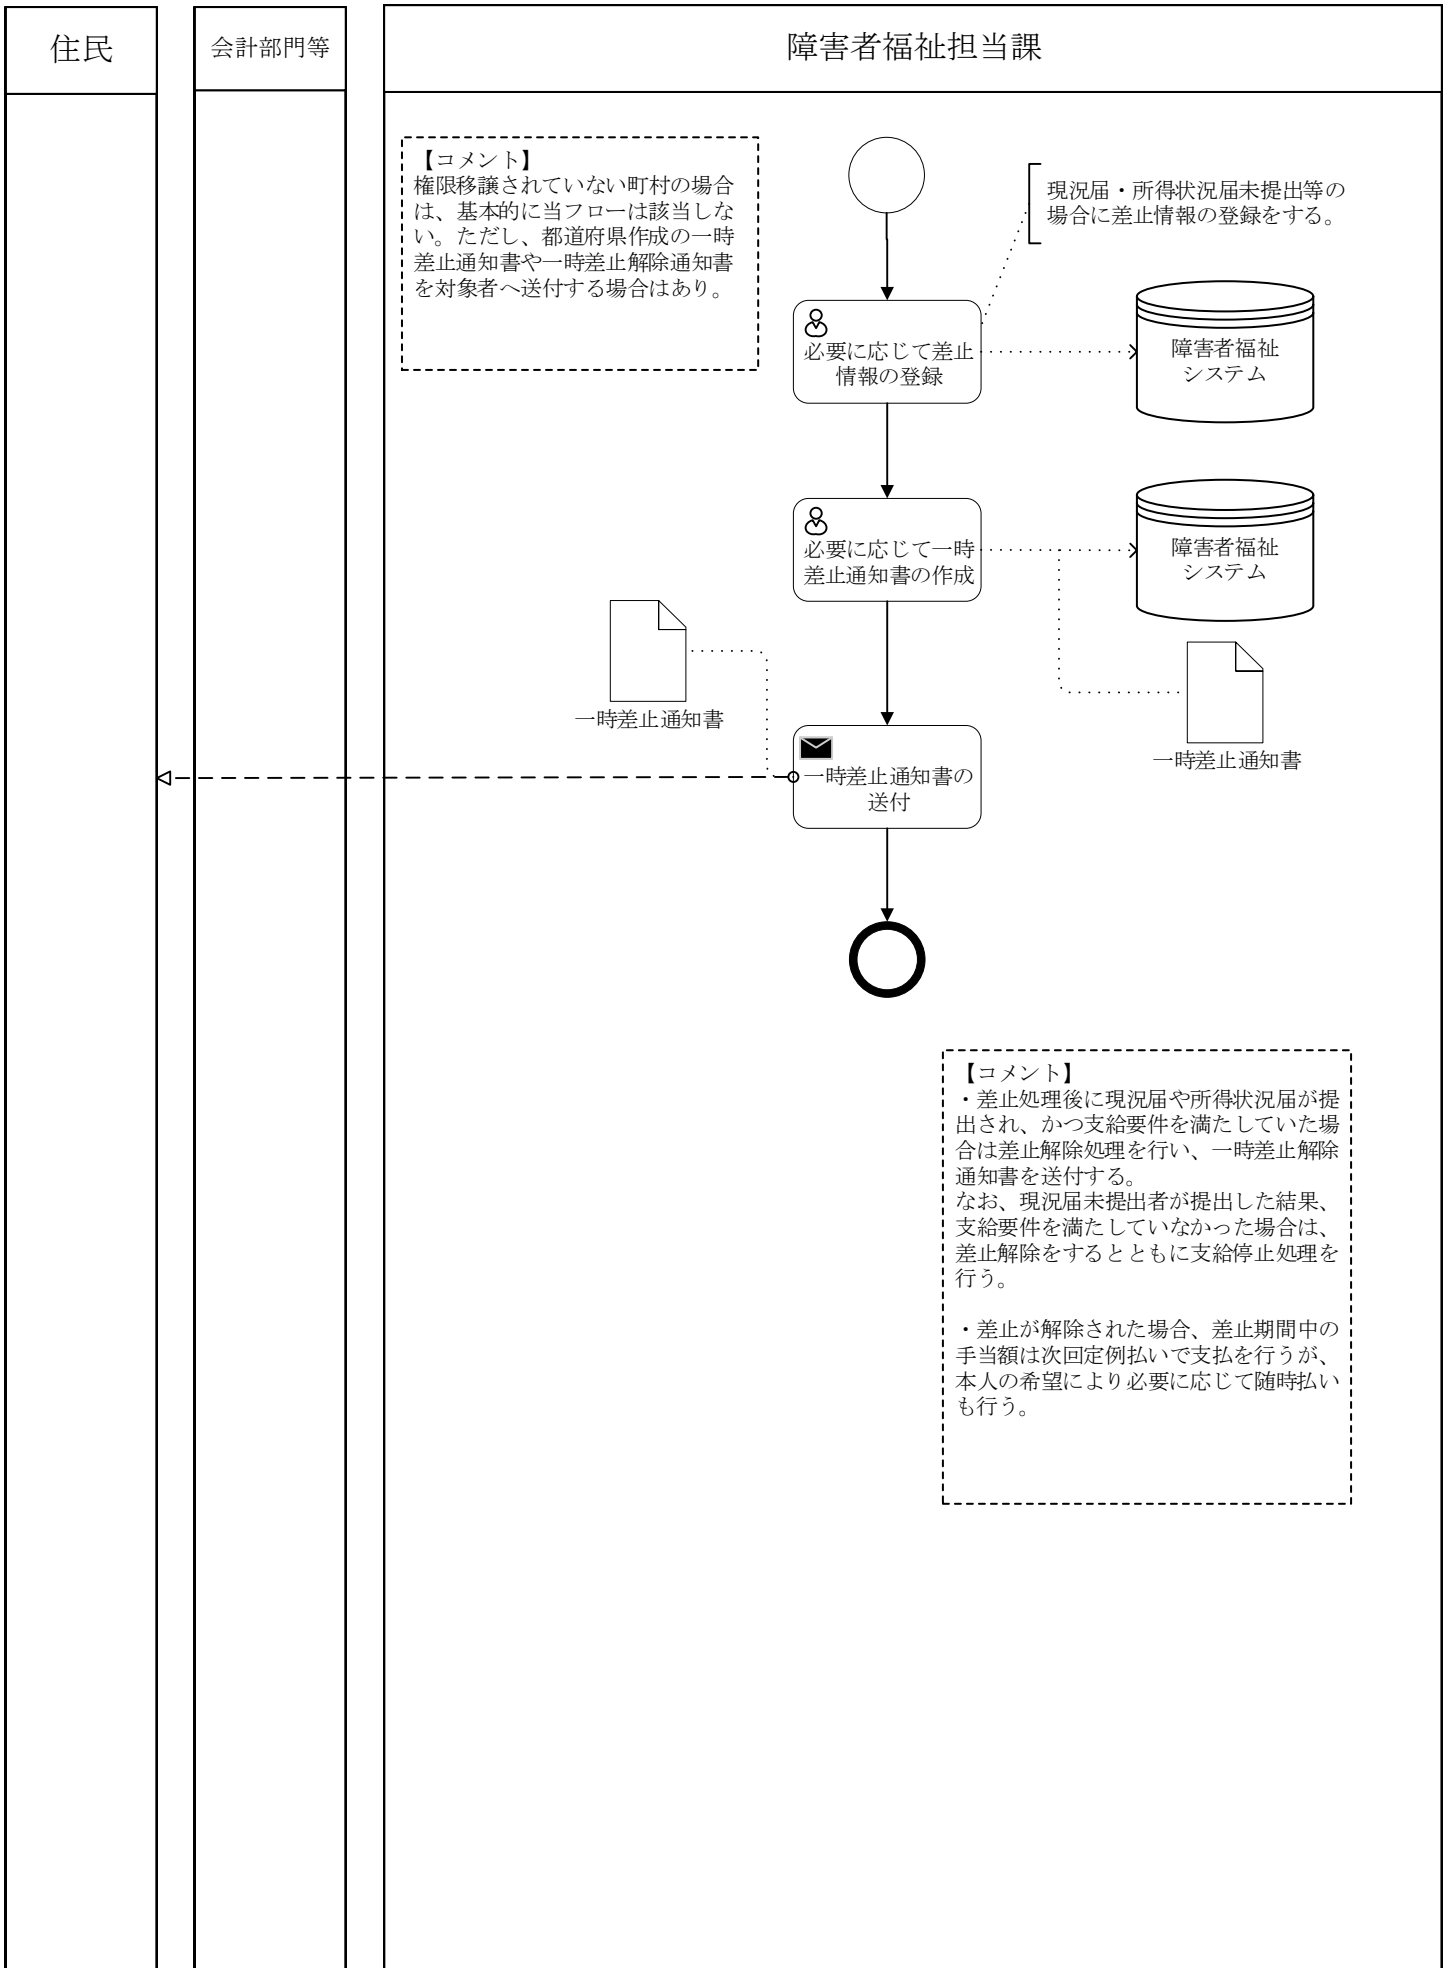 住民
会計部門等
障害者福祉担当課
【コメント】
権限移譲されていない町村の場合
は、基本的に当フローは該当しな
い。ただし、都道府県作成の一時
差止通知書や一時差止解除通知書
を対象者へ送付する場合はあり。
現況届・所得状況届未提出等の
場合に差止情報の登録をする。
必要に応じて差止
情報の登録
障害者福祉
システム
必要に応じて一時
差止通知書の作成
障害者福祉
システム
一時差止通知書
一時差止通知書
一時差止通知書の
送付
【コメント】
・差止処理後に現況届や所得状況届が提
出され、かつ支給要件を満たしていた場
合は差止解除処理を行い、一時差止解除
通知書を送付する。
なお、現況届未提出者が提出した結果、
支給要件を満たしていなかった場合は、
差止解除をするとともに支給停止処理を
行う。
・差止が解除された場合、差止期間中の
手当額は次回定例払いで支払を行うが、
本人の希望により必要に応じて随時払い
も行う。